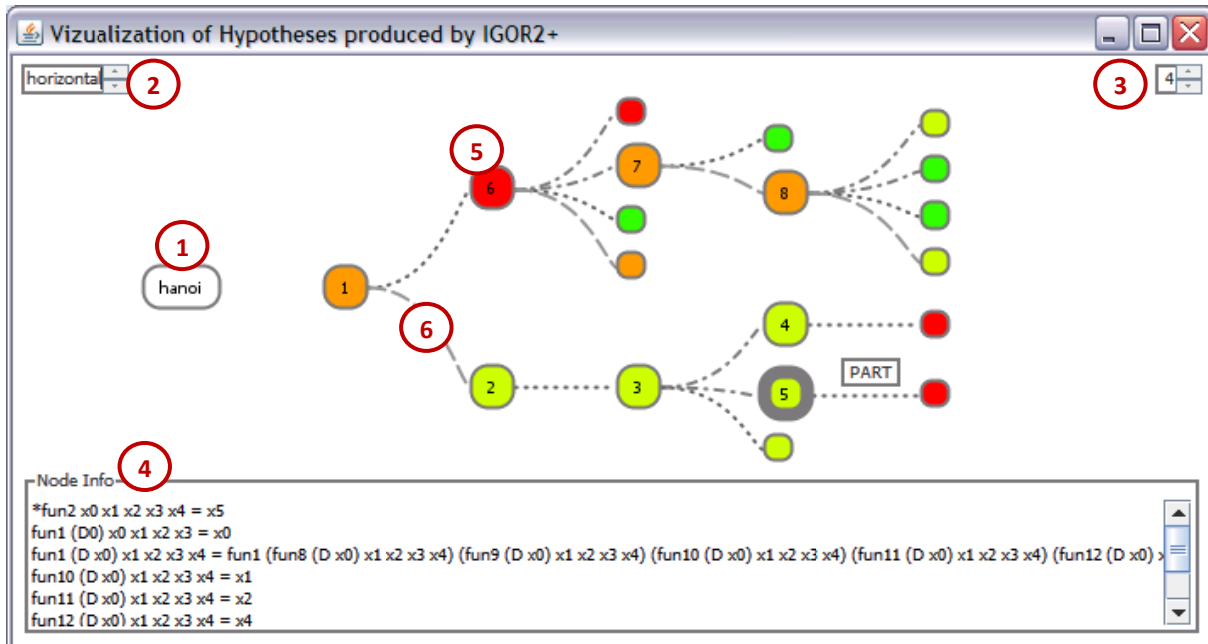 Vizualization of Hypotheses produced by IGOR2+
horizontal
2
3
4
5
6
7
8
1
hanoi
1
6
4
2
3
5
PART
4
Node Info
*fun2 x0 x1 x2 x3 x4 = x5
fun1 (D0) x0 x1 x2 x3 = x0
fun1 (D x0) x1 x2 x3 x4 = fun1 (fun8 (D x0) x1 x2 x3 x4) (fun9 (D x0) x1 x2 x3 x4) (fun10 (D x0) x1 x2 x3 x4) (fun11 (D x0) x1 x2 x3 x4) (fun12 (D x0) x
fun10 (D x0) x1 x2 x3 x4 = x1
fun11 (D x0) x1 x2 x3 x4 = x2
fun12 (D x0) x1 x2 x3 x4 = x4